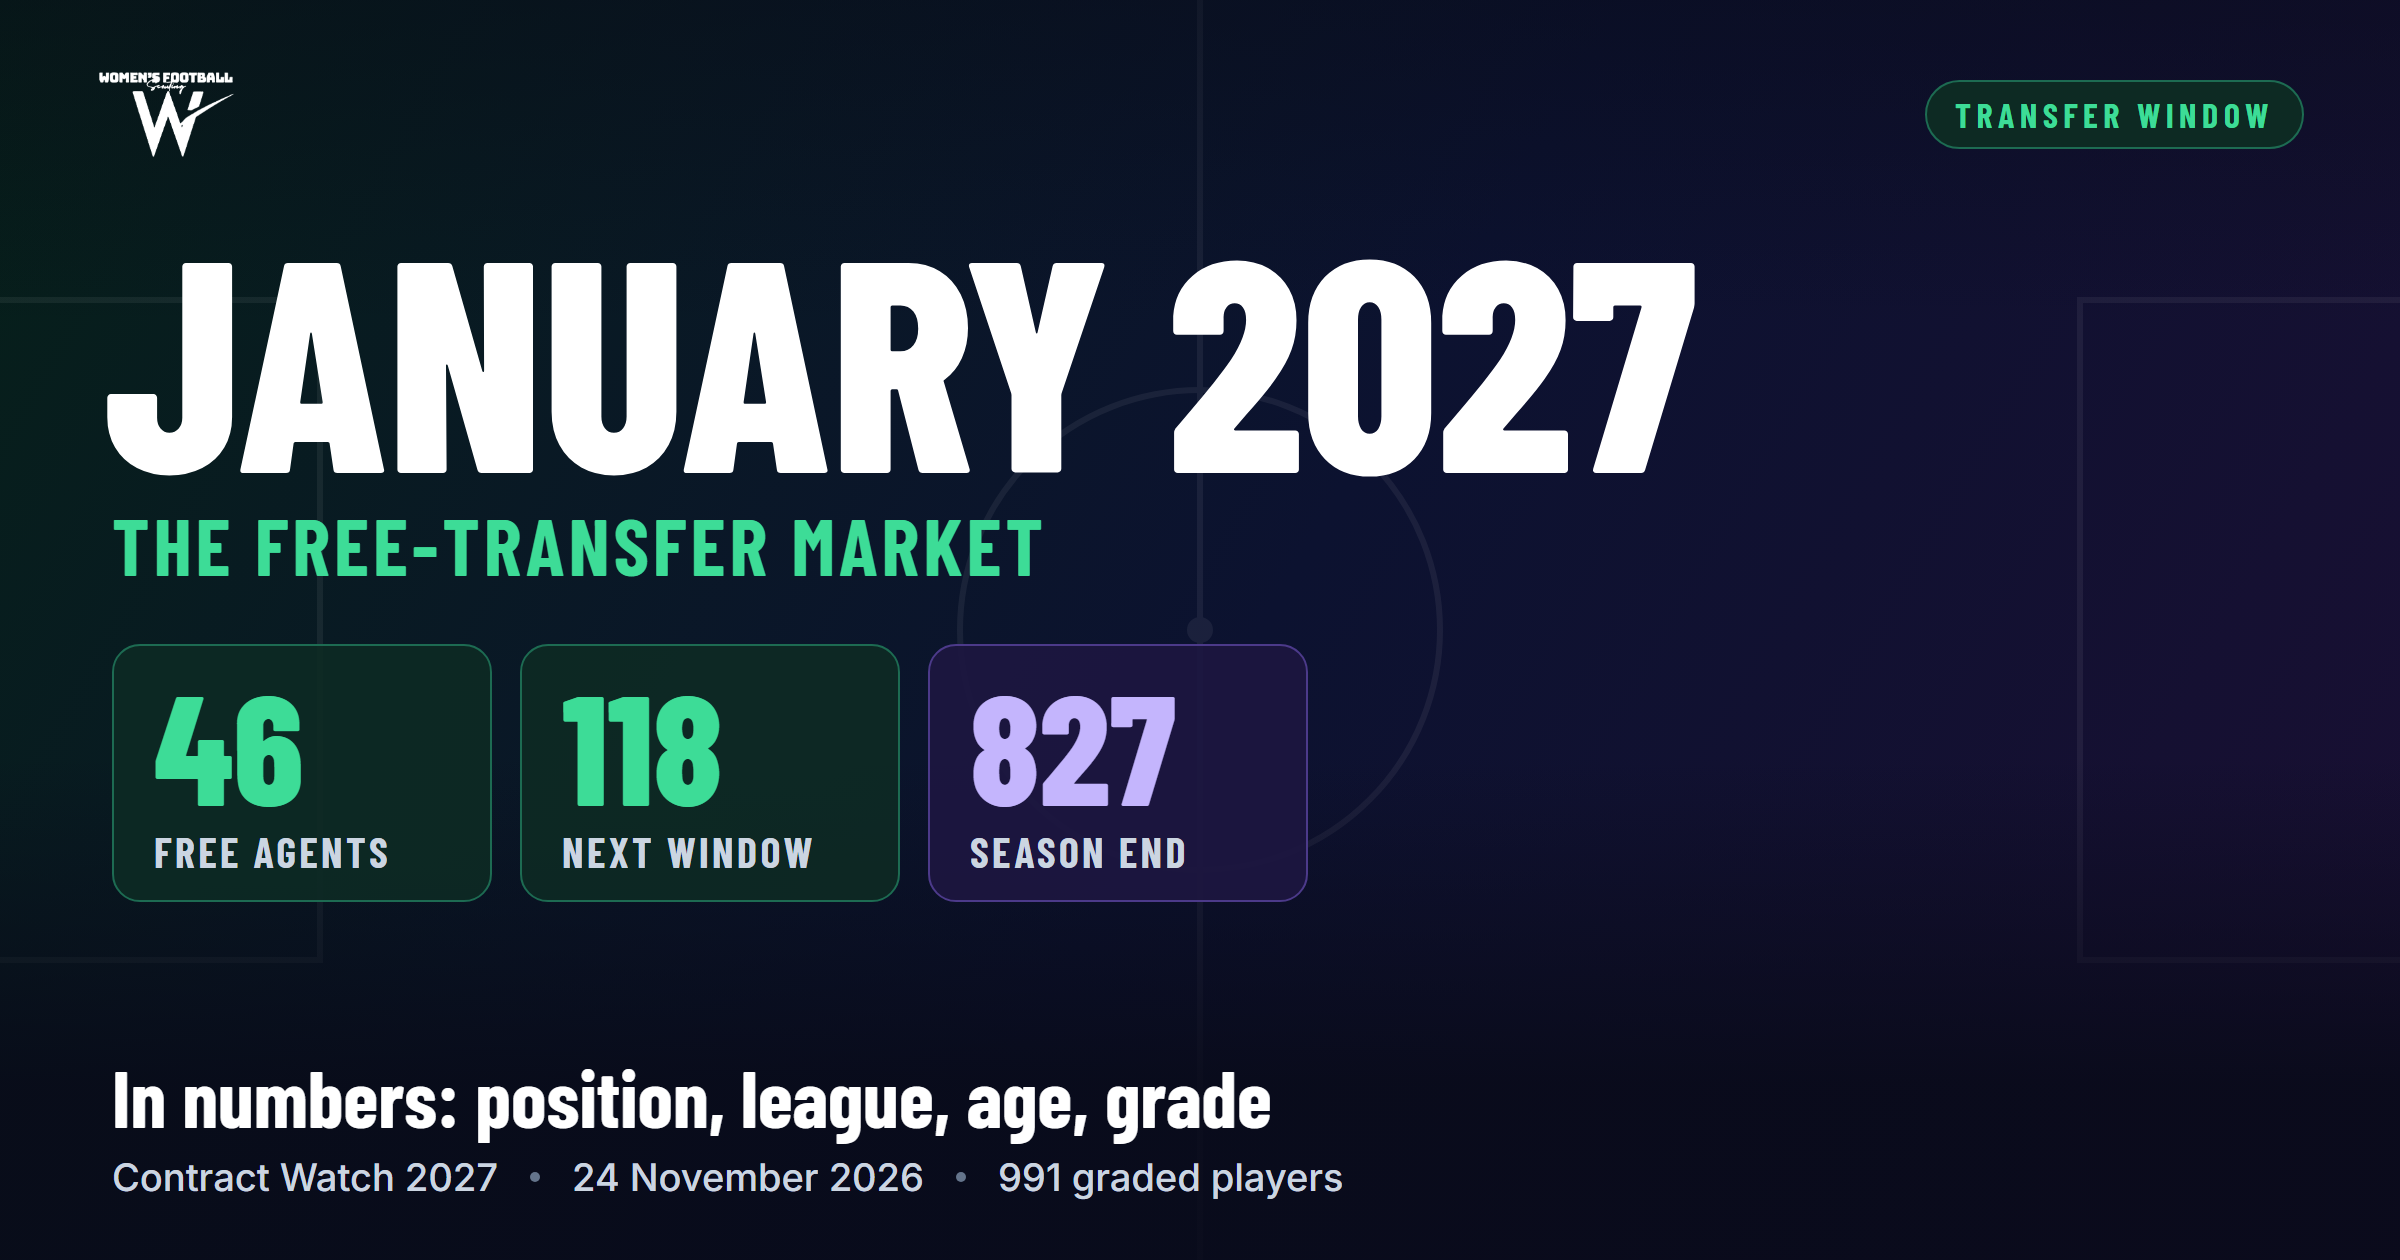 WOMEN'S FOOTBALL
TRANSFER WINDOW
JANUARY 2027
THE FREE-TRANSFER MARKET
46
FREE AGENTS
118
NEXT WINDOW
827
SEASON END
In numbers: position, league, age, grade
Contract Watch 2027 • 24 November 2026 • 991 graded players